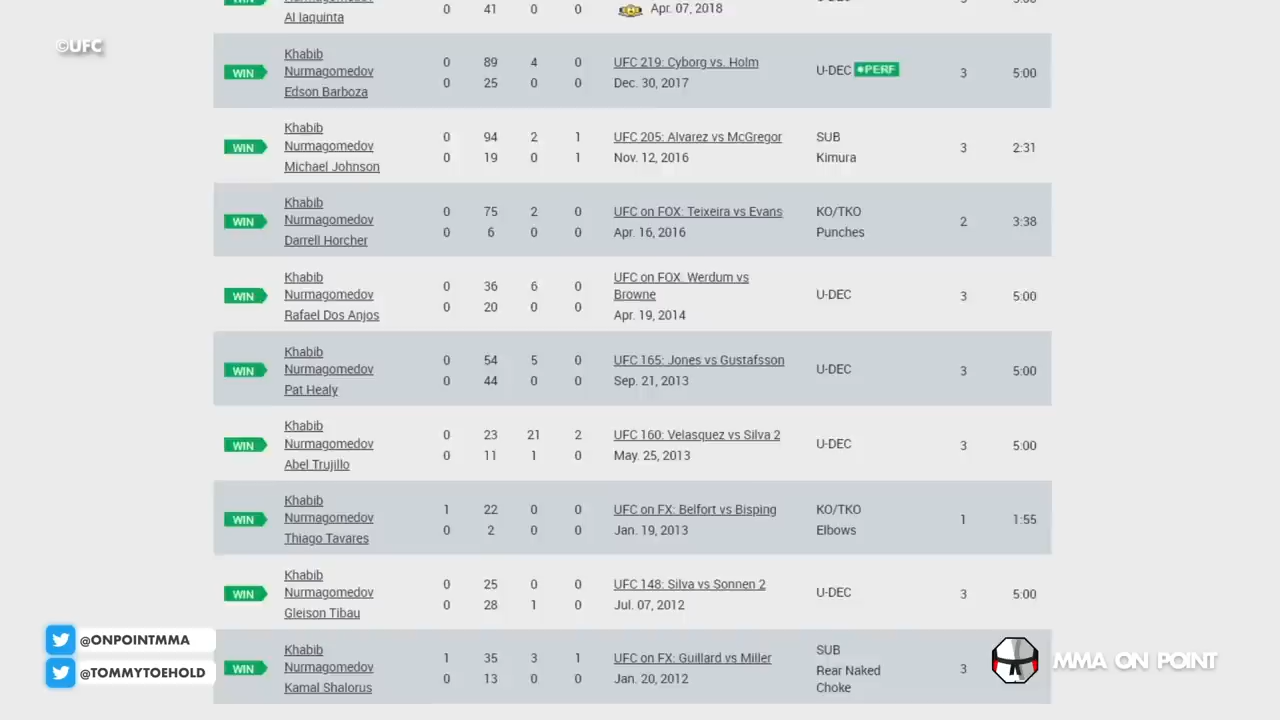 Al Iaquinta
0 41 0 0
Apr. 07, 2018
©UFC
WIN
Khabib
Nurmagomedov
Edson Barboza
0 89 4 0
0 25 0 0
UFC 219: Cyborg vs. Holm
Dec. 30, 2017
U-DEC PERF
3
5:00
WIN
Khabib
Nurmagomedov
Michael Johnson
0 94 2 1
0 19 0 1
UFC 205: Alvarez vs McGregor
Nov. 12, 2016
SUB
Kimura
3
2:31
WIN
Khabib
Nurmagomedov
Darrell Horcher
0 75 2 0
0 6 0 0
UFC on FOX: Teixeira vs Evans
Apr. 16, 2016
KO/TKO
Punches
2
3:38
WIN
Khabib
Nurmagomedov
Rafael Dos Anjos
0 36 6 0
0 20 0 0
UFC on FOX: Werdum vs
Browne
Apr. 19, 2014
U-DEC
3
5:00
WIN
Khabib
Nurmagomedov
Pat Healy
0 54 5 0
0 44 0 0
UFC 165: Jones vs Gustafsson
Sep. 21, 2013
U-DEC
3
5:00
WIN
Khabib
Nurmagomedov
Abel Trujillo
0 23 21 2
0 11 1 0
UFC 160: Velasquez vs Silva 2
May. 25, 2013
U-DEC
3
5:00
WIN
Khabib
Nurmagomedov
Thiago Tavares
1 22 0 0
0 2 0 0
UFC on FX: Belfort vs Bisping
Jan. 19, 2013
KO/TKO
Elbows
1
1:55
WIN
Khabib
Nurmagomedov
Gleison Tibau
0 25 0 0
0 28 1 0
UFC 148: Silva vs Sonnen 2
Jul. 07, 2012
U-DEC
3
5:00
WIN
Khabib
Nurmagomedov
Kamal Shalorus
1 35 3 1
0 13 0 0
UFC on FX: Guillard vs Miller
Jan. 20, 2012
SUB
Rear Naked
Choke
3
@ONPOINTMMA
@TOMMYTOEHOLD
MMA ON POINT